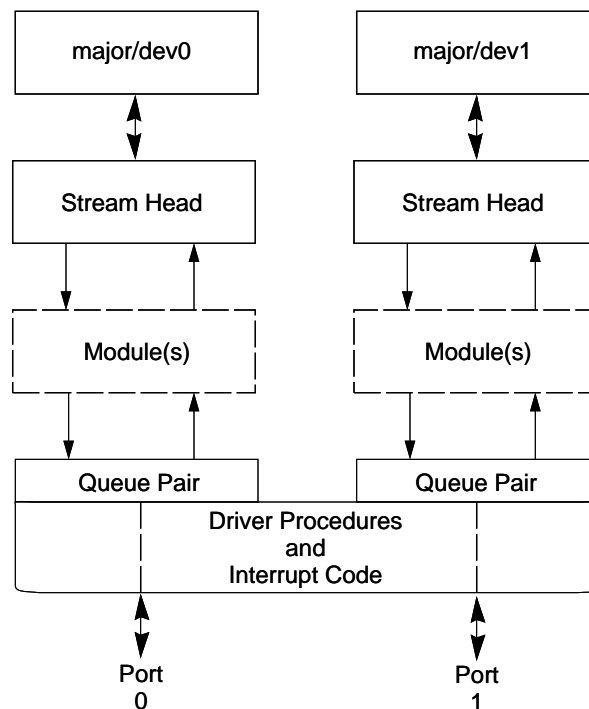 major/dev0
major/dev1
Stream Head
Stream Head
Module(s)
Module(s)
Queue Pair
Queue Pair
Driver Procedures
and
Interrupt Code
Port
0
Port
1